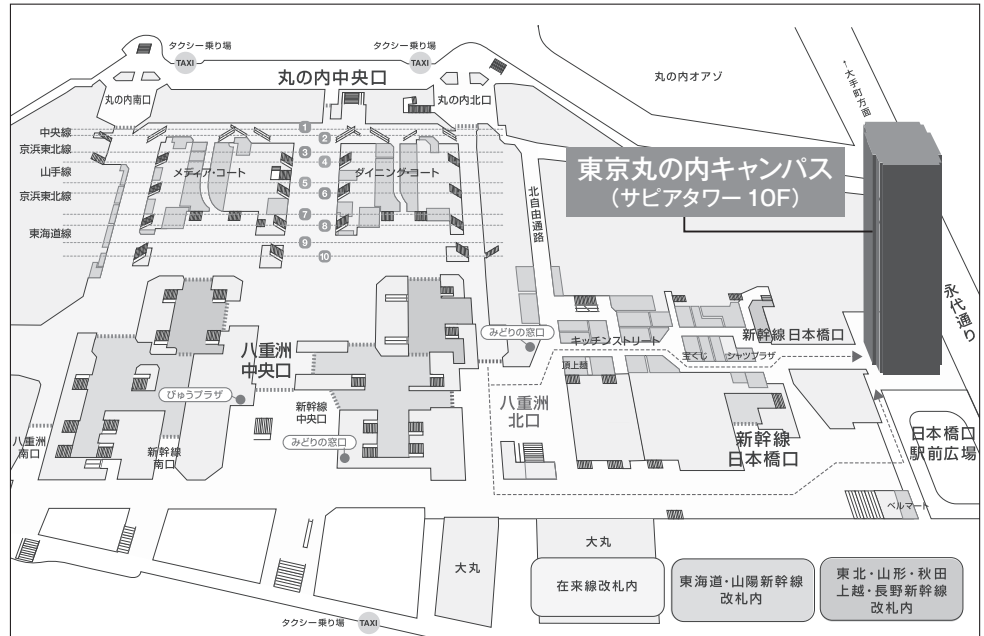 タクシー乗り場
TAXI
タクシー乗り場
TAXI
丸の内中央口
丸の内南口
丸の内北口
丸の内オアゾ
←大手町方面
中央線
京浜東北線
山手線
京浜東北線
東海道線
1
2
3
4
5
6
7
8
9
10
メディア・コート
ダイニング・コート
北自由通路
東京丸の内キャンパス
（サピアタワー 10F）
永代通り
みどりの窓口
キッチンストリート
新幹線日本橋口
頂上麺
宝くじ
シャツプラザ
八重洲
中央口
びゅうプラザ
新幹線
中央口
みどりの窓口
八重洲
北口
新幹線
日本橋口
八重洲
南口
新幹線
南口
日本橋口
駅前広場
ベルマート
大丸
大丸
タクシー乗り場
TAXI
在来線改札内
東海道・山陽新幹線
改札内
東北・山形・秋田
上越・長野新幹線
改札内